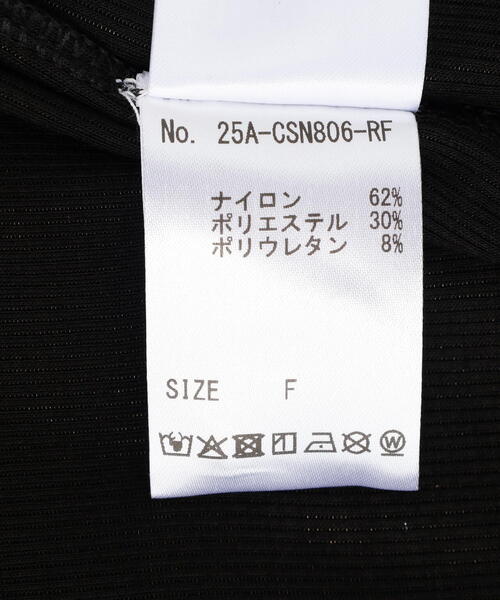 No. 25A-CSN806-RF
ナイロン 62%
ポリエステル 30%
ポリウレタン 8%
SIZE F
W